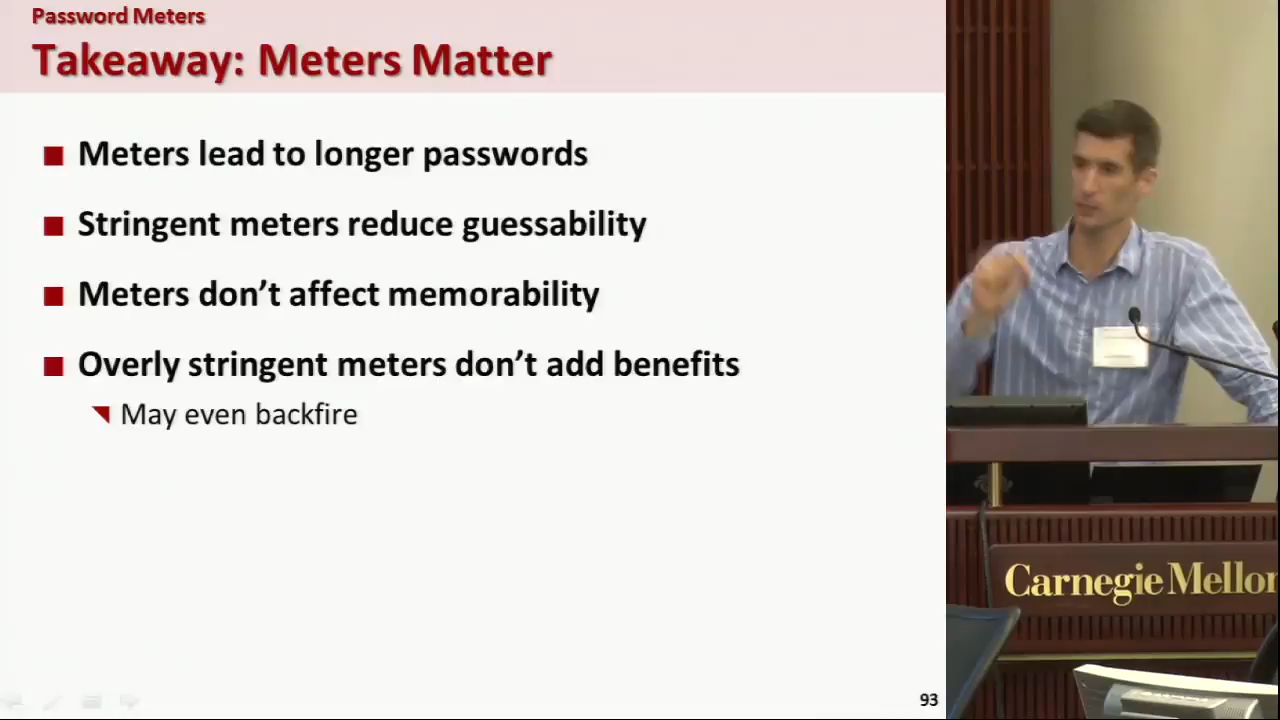 Password Meters
Takeaway: Meters Matter
Meters lead to longer passwords
Stringent meters reduce guessability
Meters don't affect memorability
Overly stringent meters don't add benefits
May even backfire
93
Carnegie Mellon